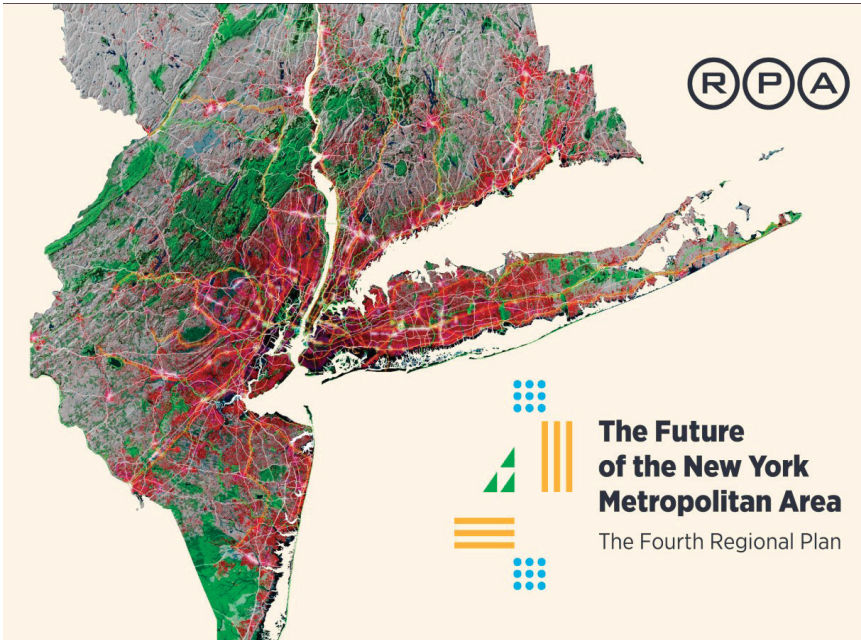 RPA
The Future
of the New York
Metropolitan Area
The Fourth Regional Plan